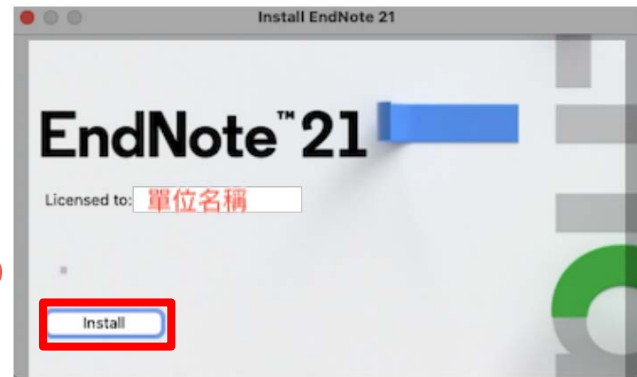 Install EndNote 21
EndNote™21
Licensed to: 單位名稱
Install